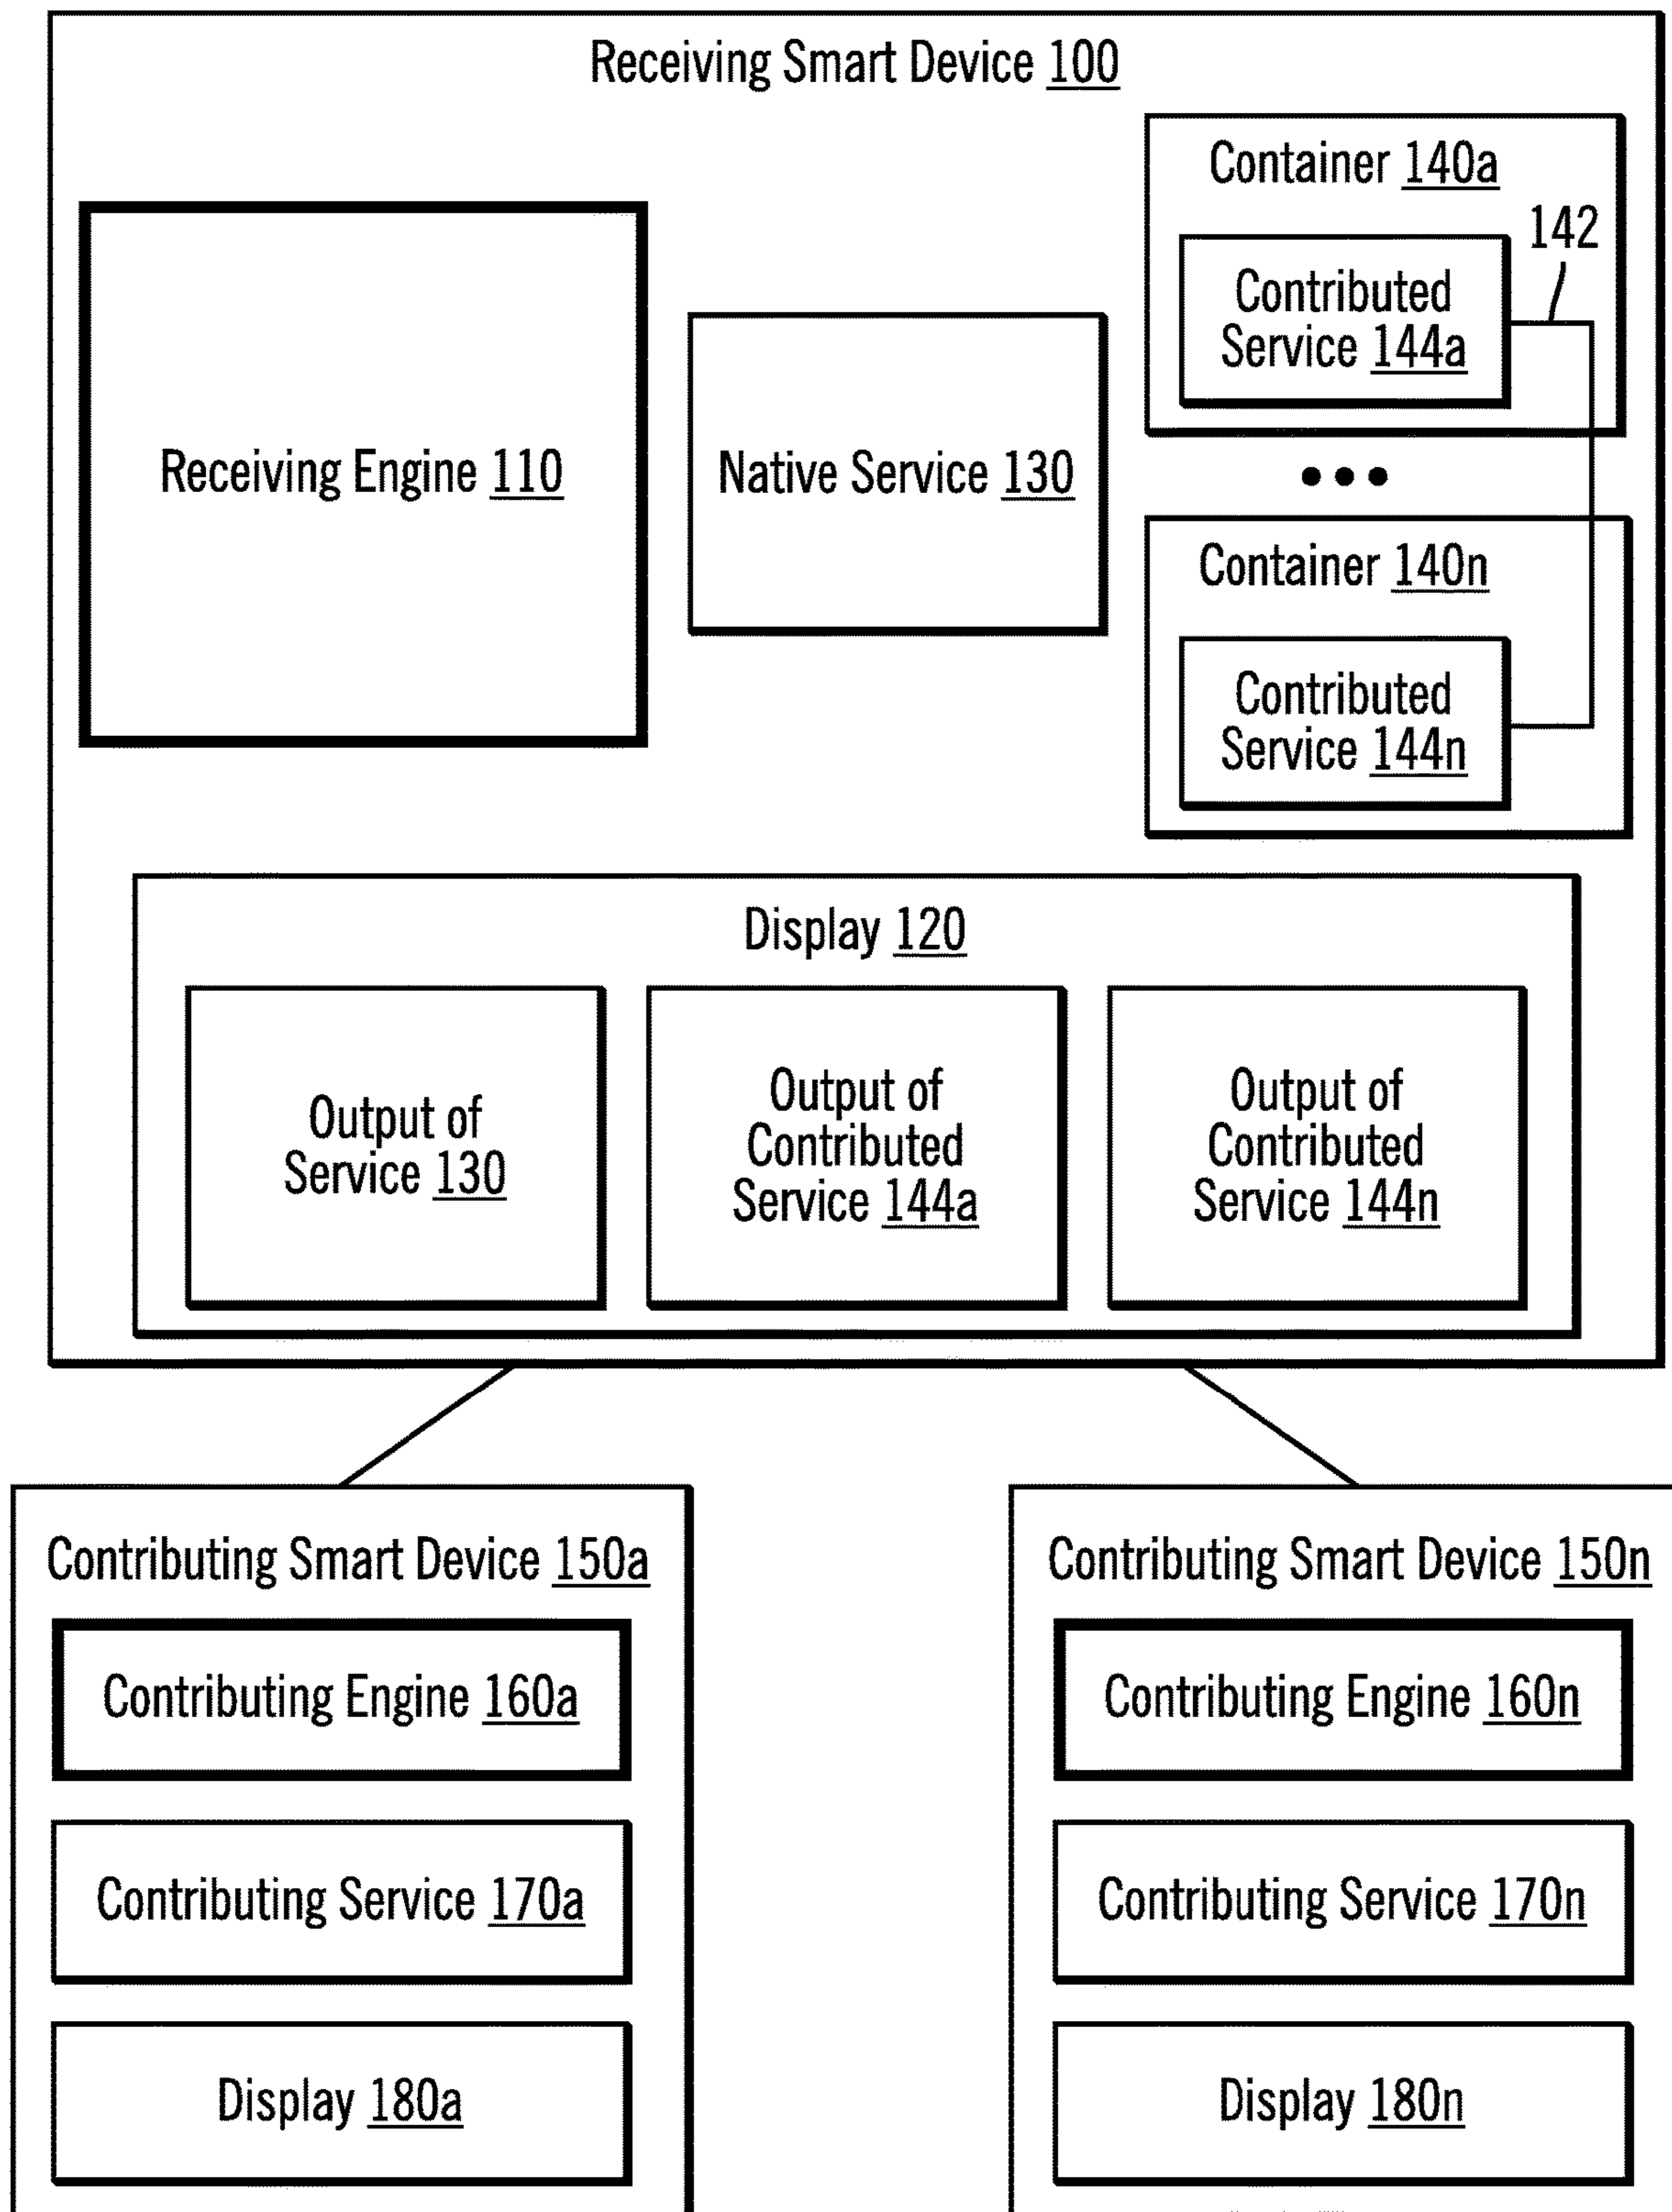 Receiving Smart Device 100
Container 140a
142
Contributed
Service 144a
Receiving Engine 110
Native Service 130
Container 140n
Contributed
Service 144n
Display 120
Output of
Service 130
Output of
Contributed
Service 144a
Output of
Contributed
Service 144n
Contributing Smart Device 150a
Contributing Engine 160a
Contributing Service 170a
Display 180a
Contributing Smart Device 150n
Contributing Engine 160n
Contributing Service 170n
Display 180n